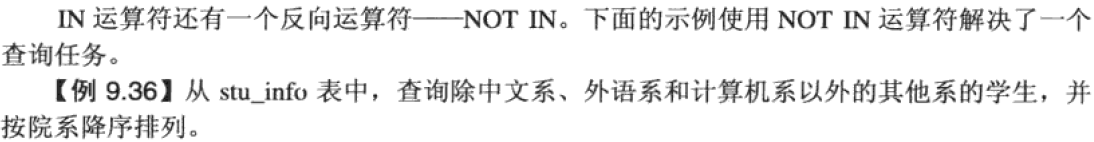 IN 运算符还有一个反向运算符——NOT IN。下面的示例使用 NOT IN 运算符解决了一个
查询任务。
【例 9.36】从 stu_info 表中，查询除中文系、外语系和计算机系以外的其他系的学生，并
按院系降序排列。